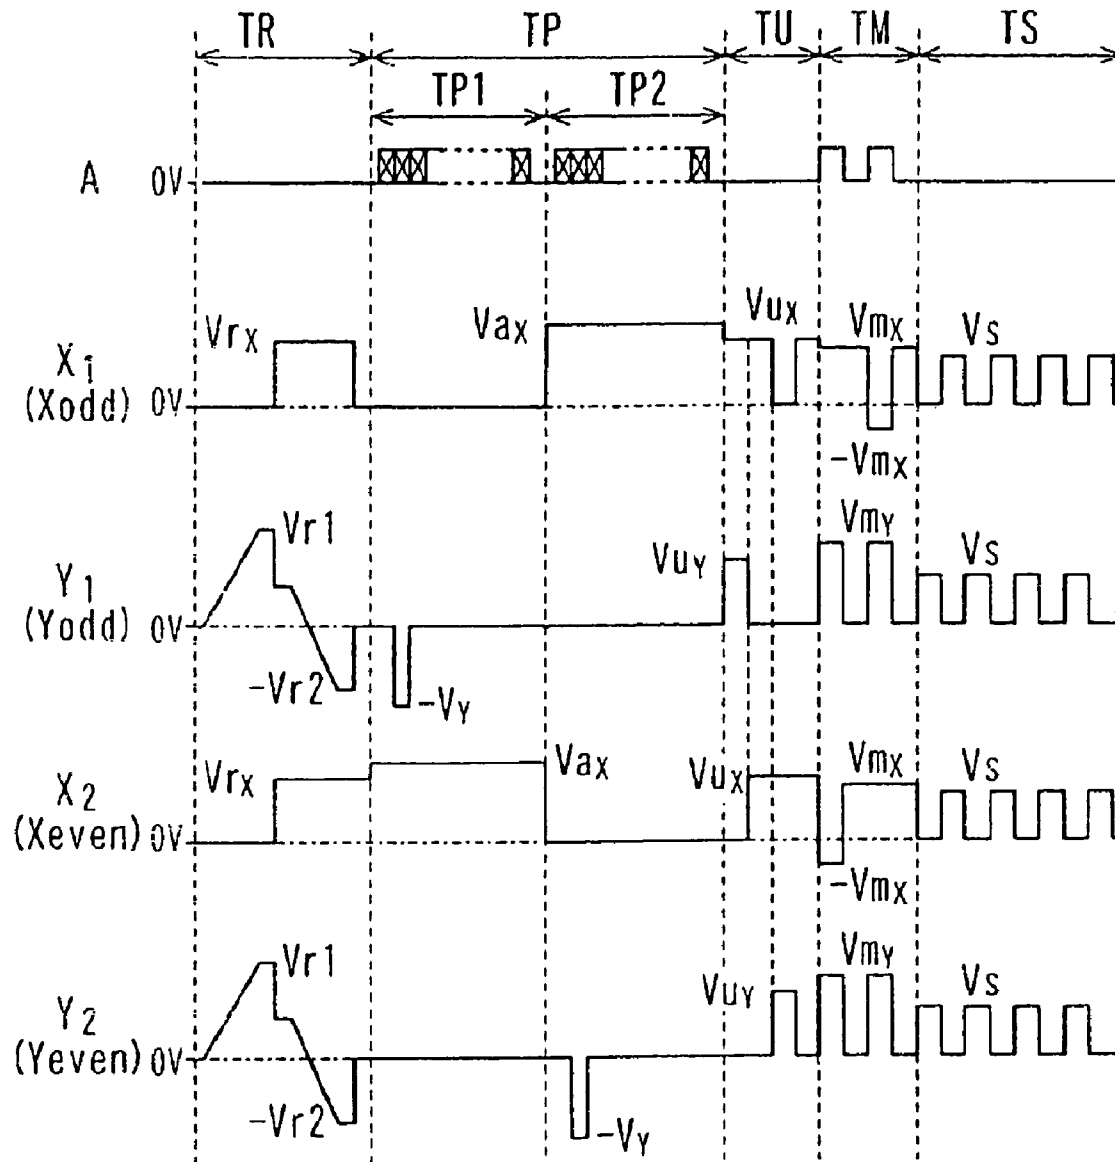 TR TP TU TM TS
TP1 TP2
A 0V
Vrx Vax Vux Vmx Vs
X1
(Xodd) 0V
-Vmx
Vr1 VuY VmY Vs
Y1
(Yodd) 0V
-Vr2 -VY
Vrx Vax Vux Vmx Vs
X2
(Xeven) 0V
-Vmx
Vr1 VuY VmY Vs
Y2
(Yeven) 0V
-Vr2 -VY